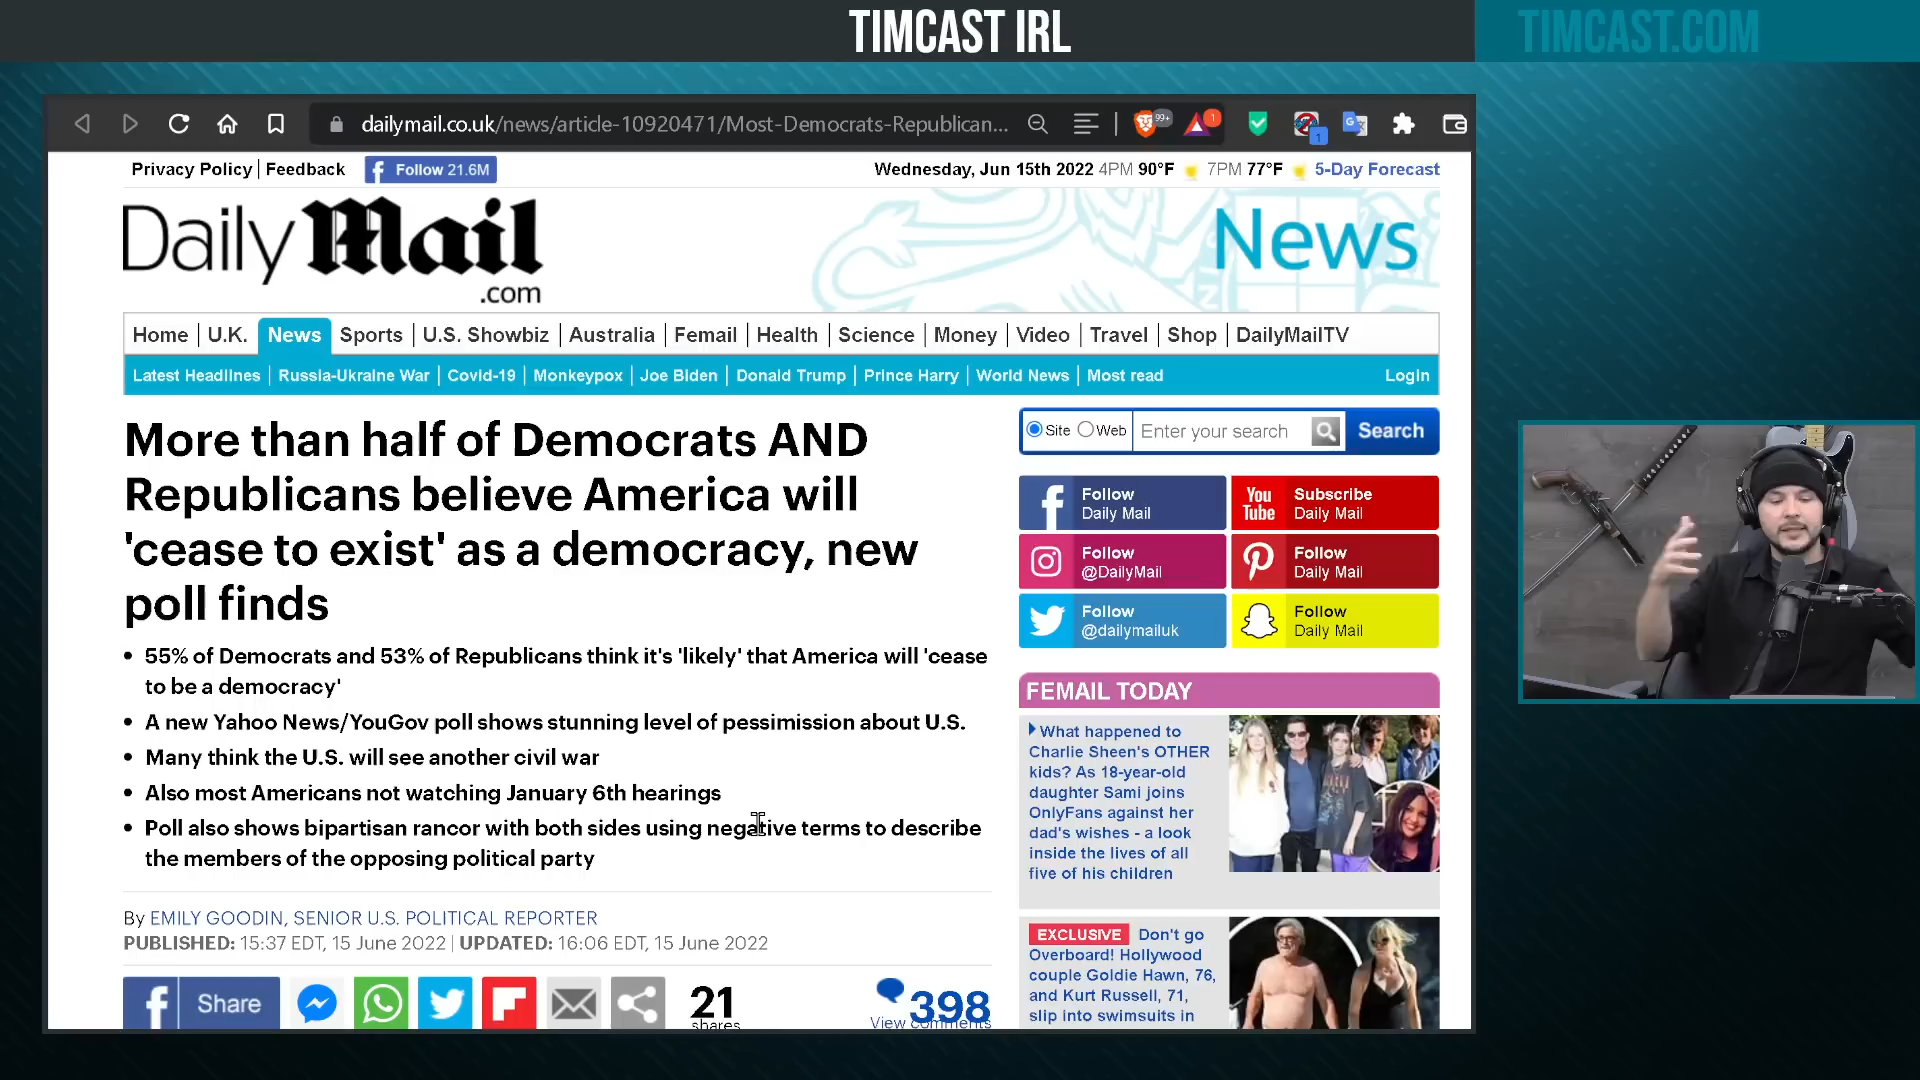 TIMCAST IRL
TIMCAST.COM
dailymail.co.uk/news/article-10920471/Most-Democrats-Republican...
99+
1
1
Privacy Policy | Feedback
Follow 21.6M
Wednesday, Jun 15th 2022 4PM 90°F 7PM 77°F 5-Day Forecast
Daily Mail
.com
News
Home | U.K. News Sports | U.S. Showbiz | Australia | Femail | Health | Science | Money | Video | Travel | Shop | DailyMailTV
Latest Headlines | Russia-Ukraine War | Covid-19 | Monkeypox | Joe Biden | Donald Trump | Prince Harry | World News | Most read
Login
More than half of Democrats AND
Republicans believe America will
'cease to exist' as a democracy, new
poll finds
• 55% of Democrats and 53% of Republicans think it's 'likely' that America will 'cease
to be a democracy'
• A new Yahoo News/YouGov poll shows stunning level of pessimission about U.S.
• Many think the U.S. will see another civil war
• Also most Americans not watching January 6th hearings
• Poll also shows bipartisan rancor with both sides using negative terms to describe
the members of the opposing political party
By EMILY GOODIN, SENIOR U.S. POLITICAL REPORTER
PUBLISHED: 15:37 EDT, 15 June 2022 | UPDATED: 16:06 EDT, 15 June 2022
Share
21
shares
398
View comments
Site Web Enter your search Search
Follow
Daily Mail
You
Tube
Subscribe
Daily Mail
Follow
@DailyMail
Follow
Daily Mail
Follow
@dailymailuk
Follow
Daily Mail
FEMAIL TODAY
What happened to
Charlie Sheen's OTHER
kids? As 18-year-old
daughter Sami joins
OnlyFans against her
dad's wishes - a look
inside the lives of all
five of his children
EXCLUSIVE Don't go
Overboard! Hollywood
couple Goldie Hawn, 76,
and Kurt Russell, 71,
slip into swimsuits in